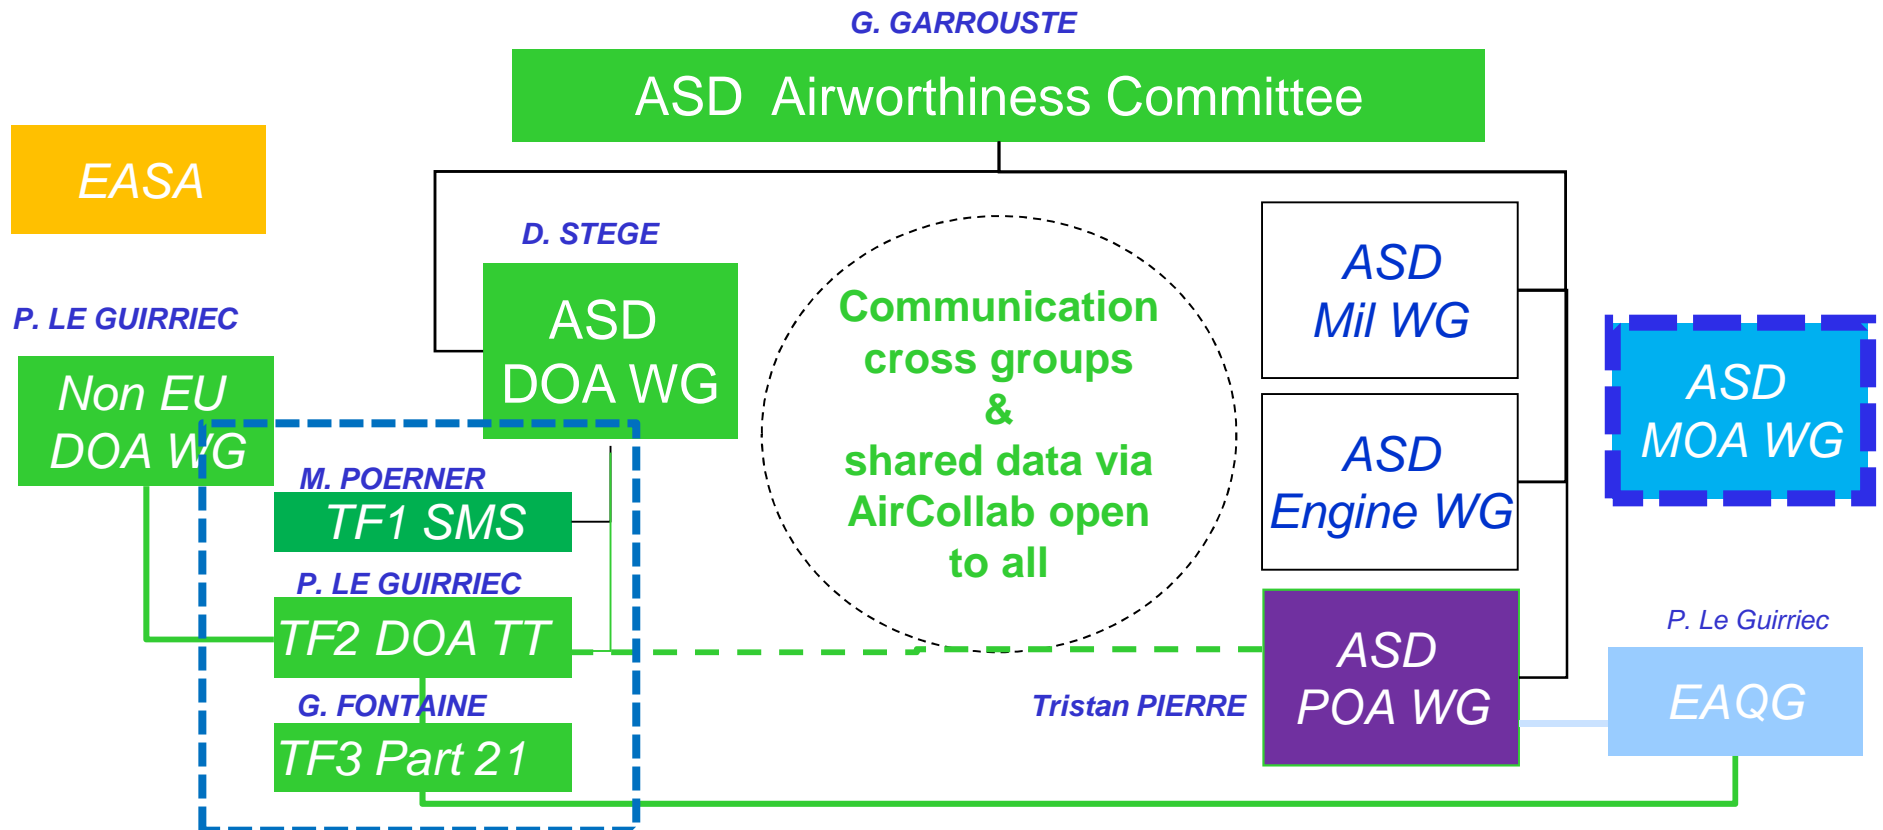 G. GARROUSTE
ASD Airworthiness Committee
EASA
D. STEGE
ASD
DOA WG
P. LE GUIRRIEC
Non EU
DOA WG
M. POERNER
TF1 SMS
P. LE GUIRRIEC
TF2 DOA TT
G. FONTAINE
TF3 Part 21
Communication
cross groups
&
shared data via
AirCollab open
to all
ASD
Mil WG
ASD
Engine WG
Tristan PIERRE
ASD
POA WG
ASD
MOA WG
P. Le Guirriec
EAQG